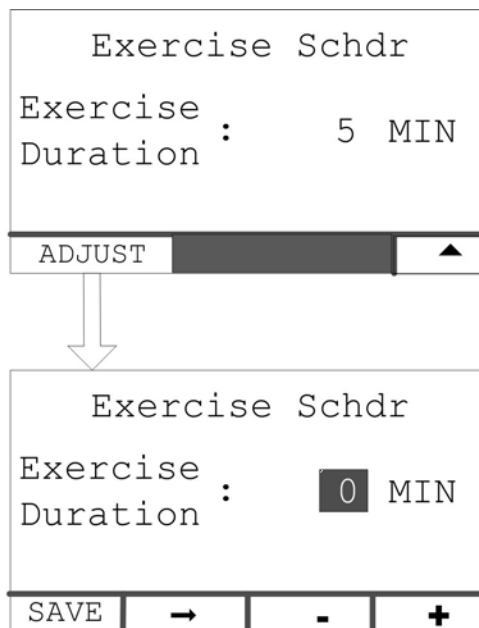 Exercise Schdr
Exercise
Duration : 5 MIN
ADJUST ▲
Exercise Schdr
Exercise
Duration : 0 MIN
SAVE → - +